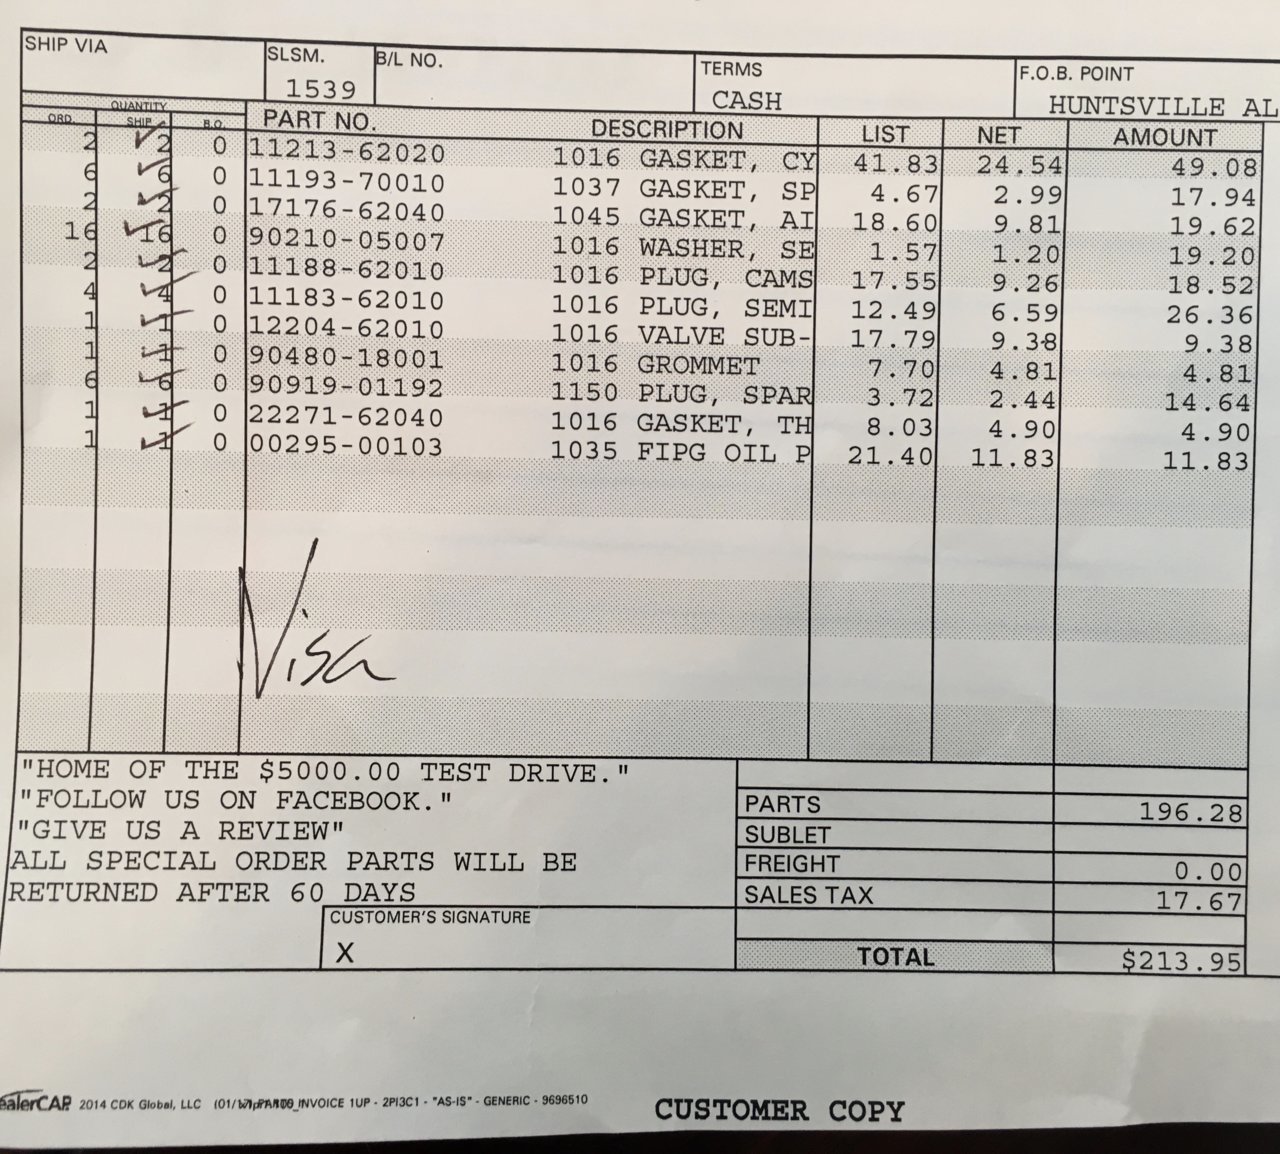 SHIP VIA SLSM. B/L NO. TERMS F.O.B. POINT
1539 CASH HUNTSVILLE AL
QUANTITY
ORD. SHIP B.O. PART NO. DESCRIPTION LIST NET AMOUNT
2 2 0 11213-62020 1016 GASKET, CY 41.83 24.54 49.08
6 6 0 11193-70010 1037 GASKET, SP 4.67 2.99 17.94
2 2 0 17176-62040 1045 GASKET, AI 18.60 9.81 19.62
16 16 0 90210-05007 1016 WASHER, SE 1.57 1.20 19.20
2 2 0 11188-62010 1016 PLUG, CAMS 17.55 9.26 18.52
4 4 0 11183-62010 1016 PLUG, SEMI 12.49 6.59 26.36
1 1 0 12204-62010 1016 VALVE SUB- 17.79 9.38 9.38
1 1 0 90480-18001 1016 GROMMET 7.70 4.81 4.81
6 6 0 90919-01192 1150 PLUG, SPAR 3.72 2.44 14.64
1 1 0 22271-62040 1016 GASKET, TH 8.03 4.90 4.90
1 1 0 00295-00103 1035 FIPG OIL P 21.40 11.83 11.83
Visa
"HOME OF THE $5000.00 TEST DRIVE."
"FOLLOW US ON FACEBOOK."
"GIVE US A REVIEW"
ALL SPECIAL ORDER PARTS WILL BE
RETURNED AFTER 60 DAYS
PARTS 196.28
SUBLET
FREIGHT 0.00
SALES TAX 17.67
CUSTOMER'S SIGNATURE
X
TOTAL $213.95
ealerCAP 2014 CDK Global, LLC INVOICE 1UP - 2PI3C1 - "AS-IS" - GENERIC - 9696510
CUSTOMER COPY